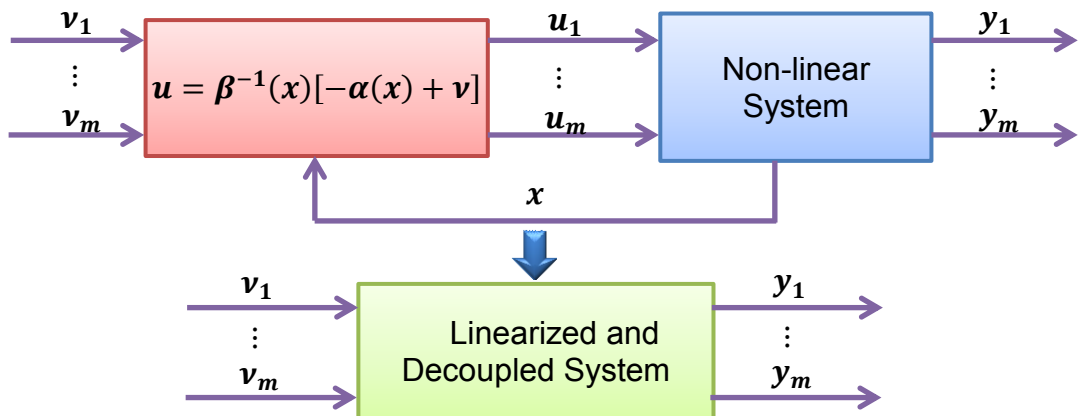 ν₁
⋮
νₘ
u = β⁻¹(x)[−α(x) + ν]
u₁
⋮
uₘ
Non-linear
System
y₁
⋮
yₘ
x
ν₁
⋮
νₘ
Linearized and
Decoupled System
y₁
⋮
yₘ